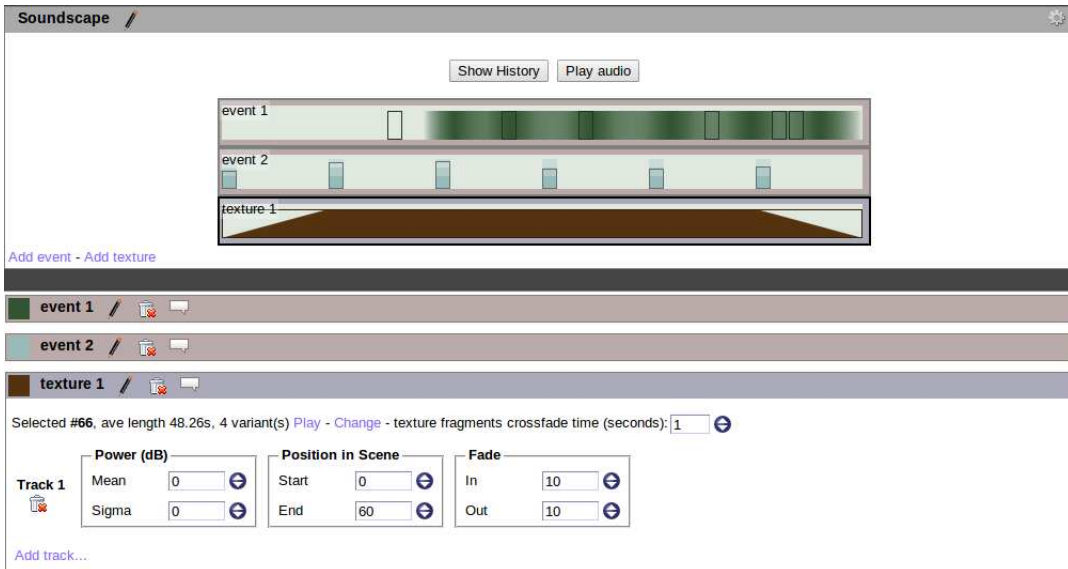 Soundscape
Show History Play audio
event 1
event 2
texture 1
Add event - Add texture
event 1
event 2
texture 1
Selected #66, ave length 48.26s, 4 variant(s) Play - Change - texture fragments crossfade time (seconds): 1
Power (dB) Position in Scene Fade
Track 1 Mean 0 Start 0 In 10
Sigma 0 End 60 Out 10
Add track...